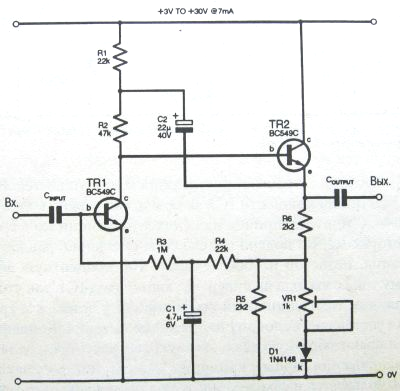 +3V TO +30V @ 7mA
R1
22k
R2
47k
C2
22µ
40V
+
TR2
BC549C
b
c
e
TR1
BC549C
CINPUT
Вх.
b
c
e
COUTPUT
Вых.
R6
2k2
R3
1M
R4
22k
C1
4.7µ
6V
+
R5
2k2
VR1
1k
D1
1N4148
a
k
0V